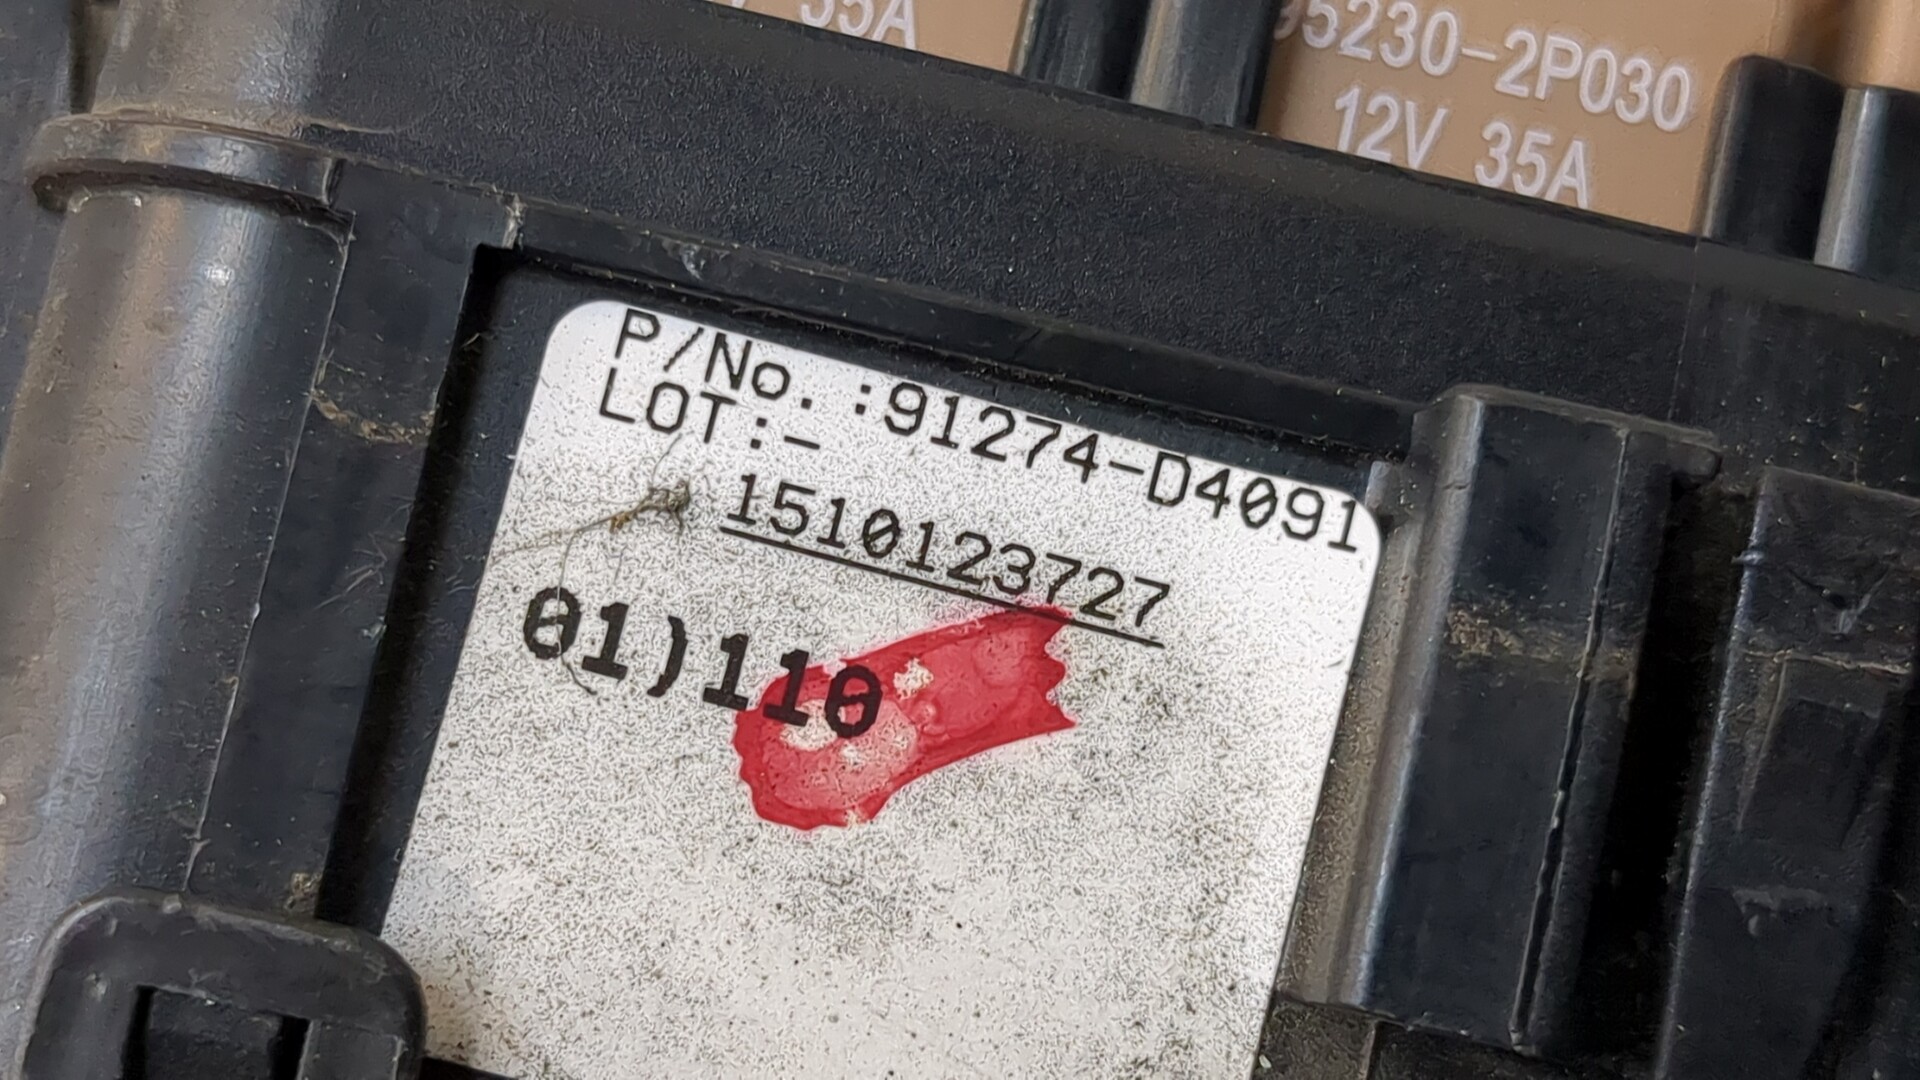 35A
95230-2P030
12V 35A
P/No.:91274-D4091
LOT:-
1510123727
01)110